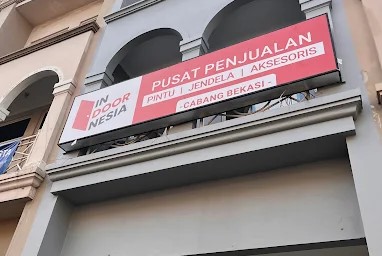 IN
DOOR
NESIA
PUSAT PENJUALAN
PINTU | JENDELA | AKSESORIS
- CABANG BEKASI -